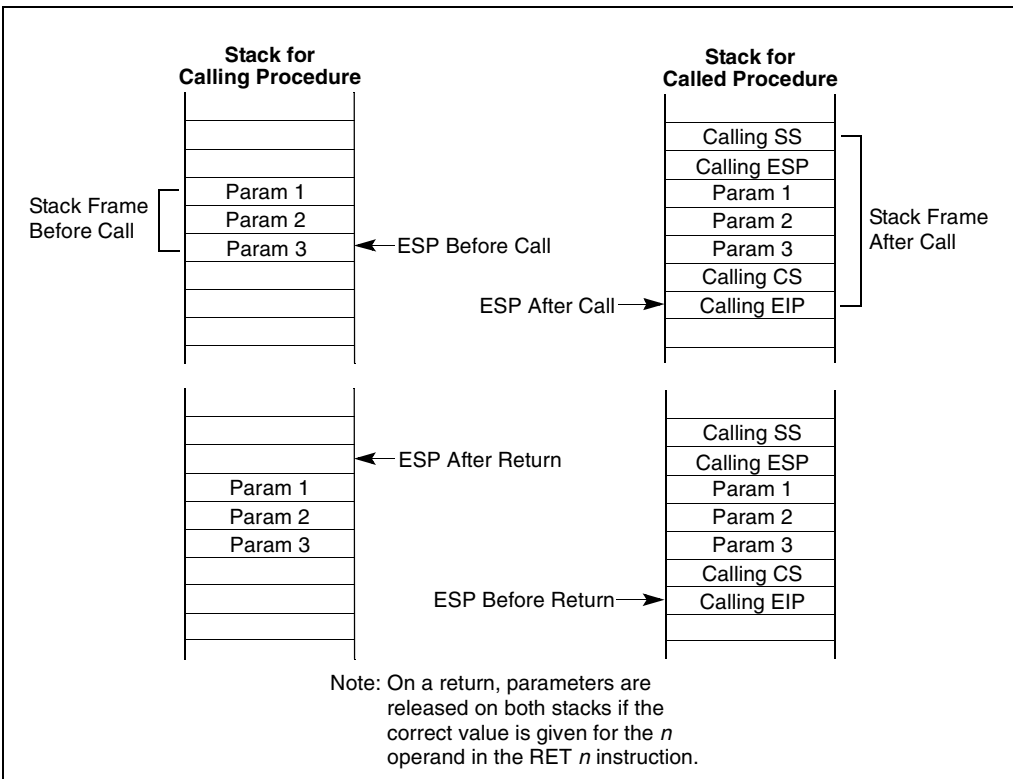 Stack for
Calling Procedure
Stack for
Called Procedure
Stack Frame
Before Call
Param 1
Param 2
Param 3
ESP Before Call
ESP After Call
Calling SS
Calling ESP
Param 1
Param 2
Param 3
Calling CS
Calling EIP
Stack Frame
After Call
ESP After Return
Param 1
Param 2
Param 3
ESP Before Return
Calling SS
Calling ESP
Param 1
Param 2
Param 3
Calling CS
Calling EIP
Note: On a return, parameters are
released on both stacks if the
correct value is given for the n
operand in the RET n instruction.